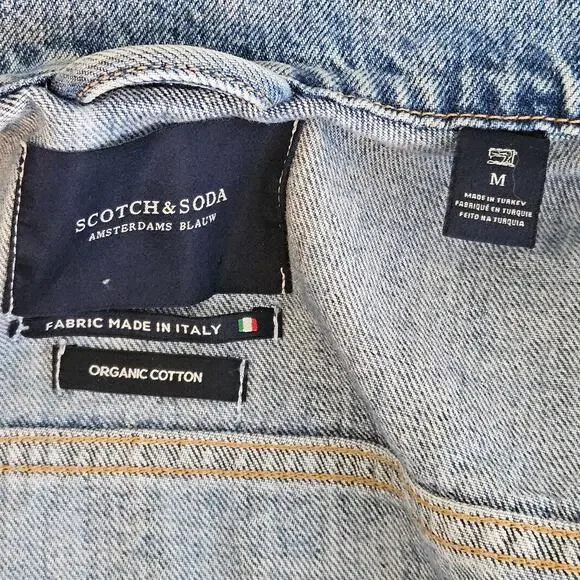 SCOTCH & SODA
AMSTERDAMS BLAUW
FABRIC MADE IN ITALY
ORGANIC COTTON
M
MADE IN TURKEY
FABRIQUÉ EN TURQUIE
FEITO NA TURQUIA